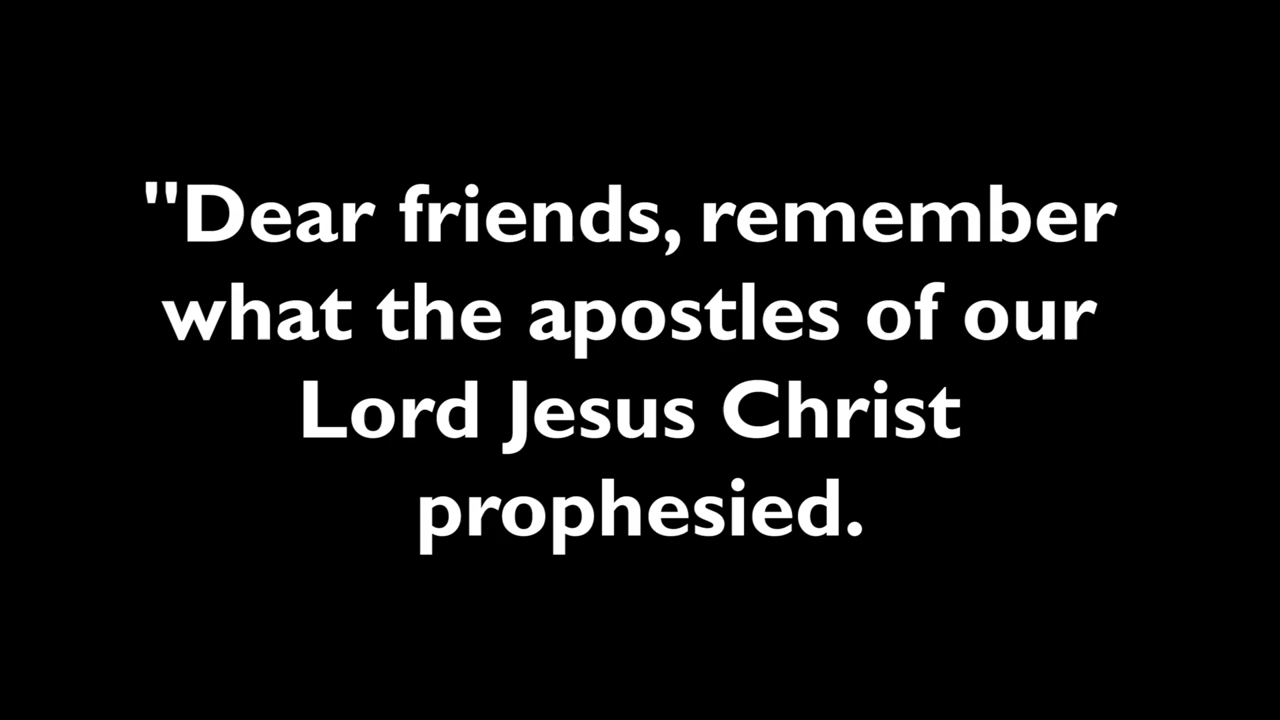 "Dear friends, remember
what the apostles of our
Lord Jesus Christ
prophesied.